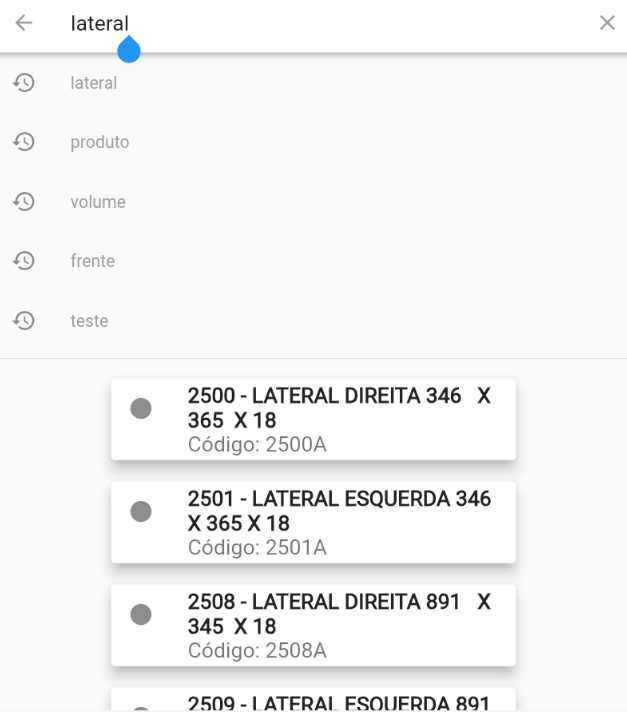 lateral
lateral
produto
volume
frente
teste
2500 - LATERAL DIREITA 346   X
365  X 18
Código: 2500A
2501 - LATERAL ESQUERDA 346
X 365 X 18
Código: 2501A
2508 - LATERAL DIREITA 891   X
345  X 18
Código: 2508A
2509 - LATERAL ESQUERDA 891